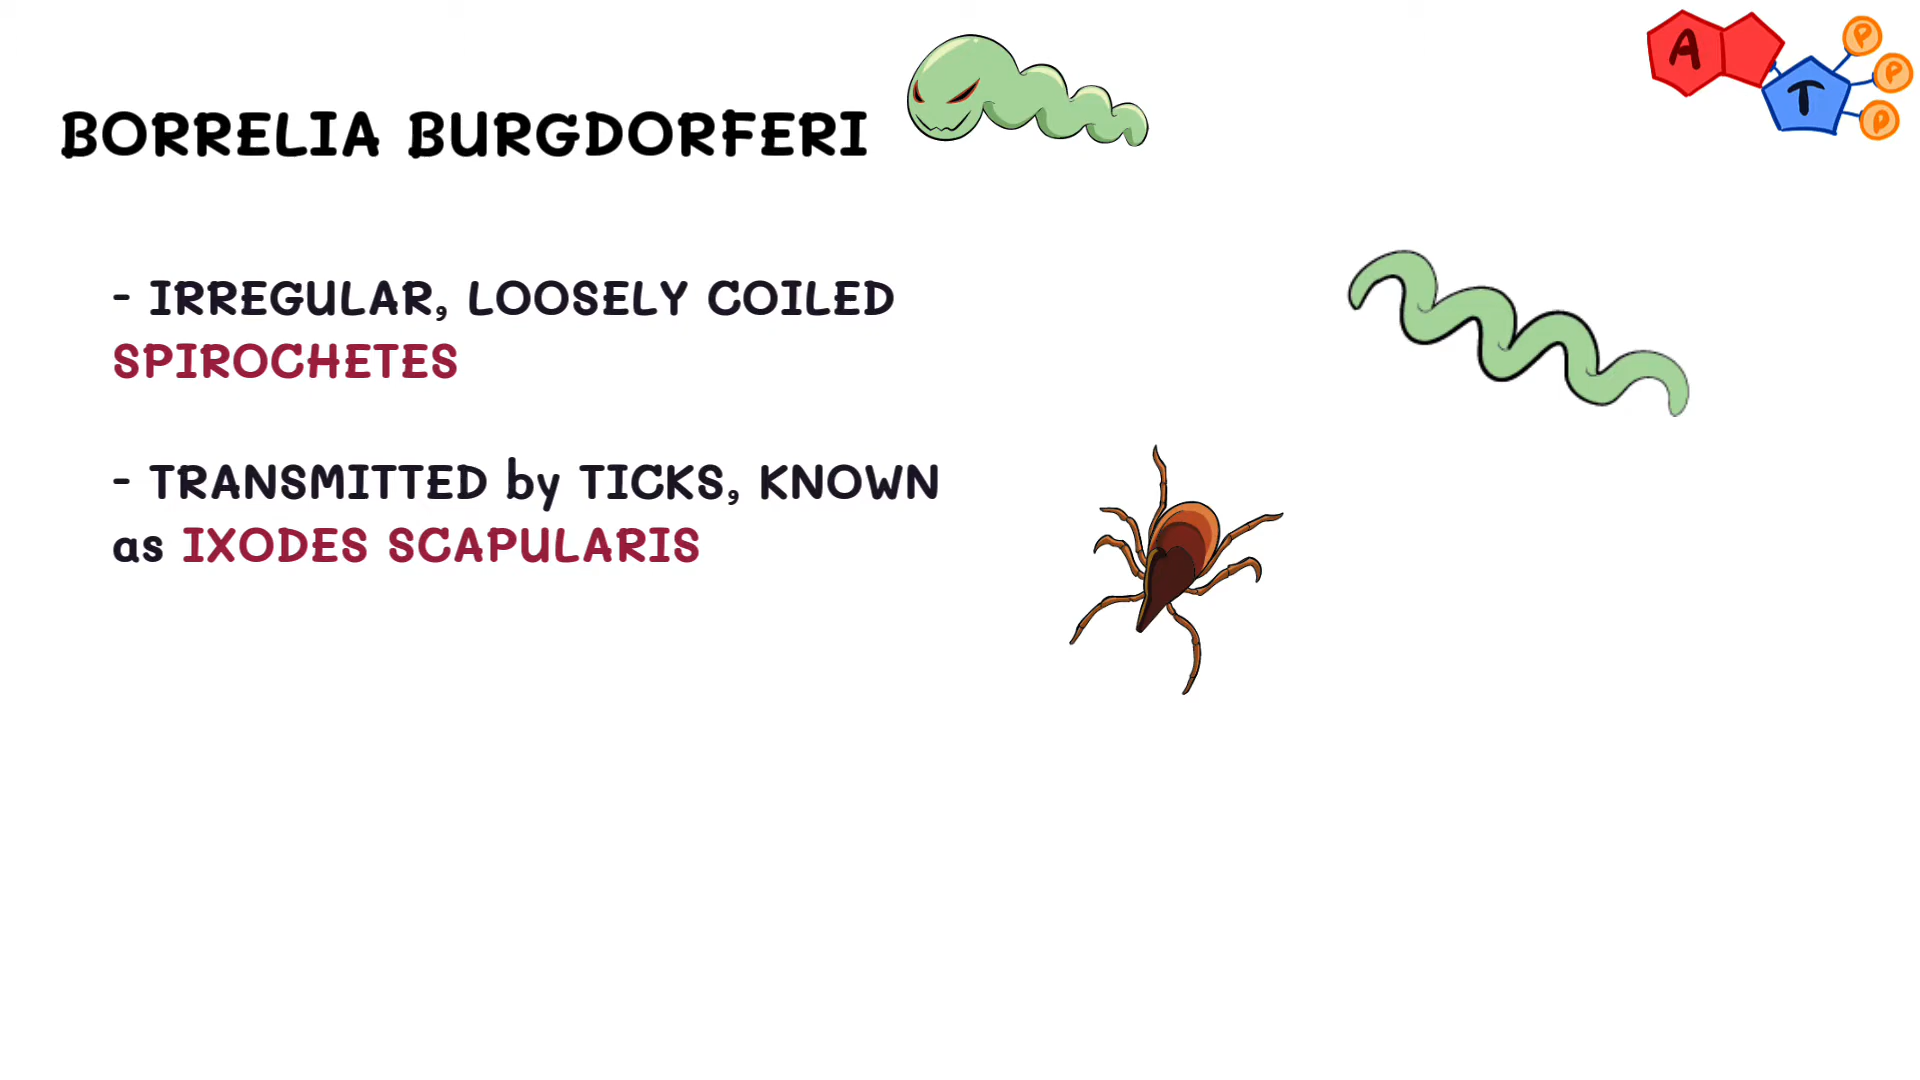 BORRELIA BURGDORFERI
- IRREGULAR, LOOSELY COILED
SPIROCHETES
- TRANSMITTED by TICKS, KNOWN
as IXODES SCAPULARIS
A
T
P
P
P